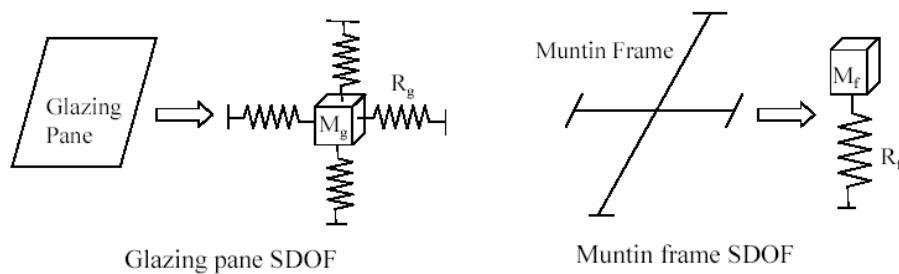 Glazing
Pane
R_g
M_g
Glazing pane SDOF
Muntin Frame
M_f
R_f
Muntin frame SDOF